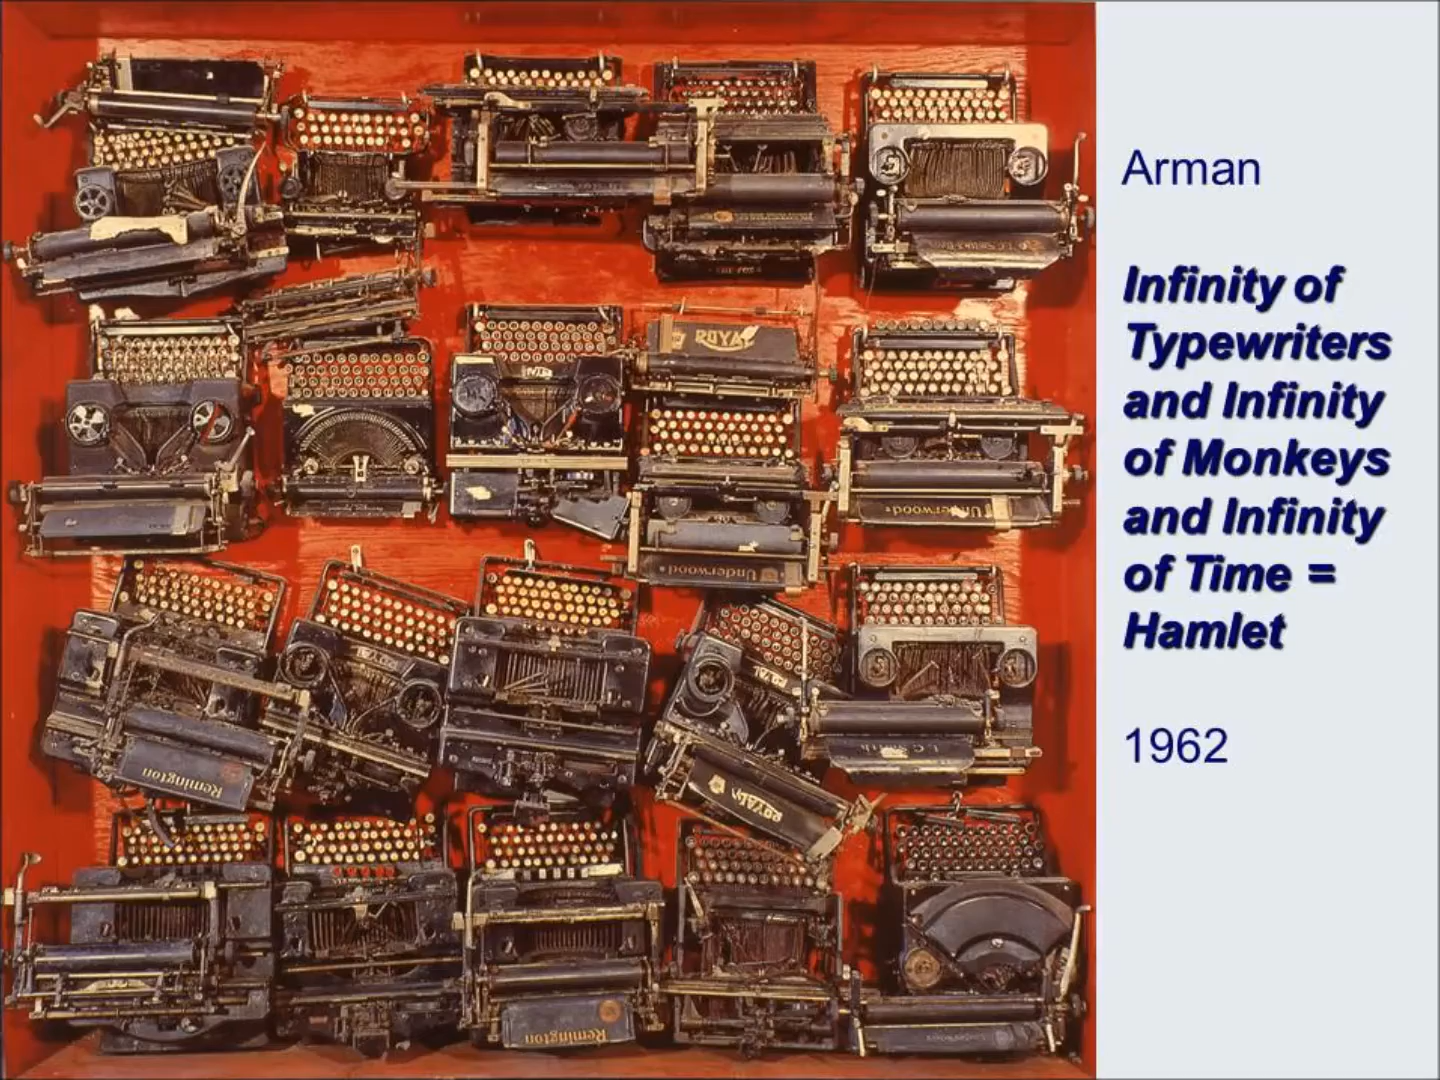 Arman
Infinity of
Typewriters
and Infinity
of Monkeys
and Infinity
of Time =
Hamlet
1962
ROYAL
Underwood
Underwood
Remington
L.C. Smith
ROYAL
Remington